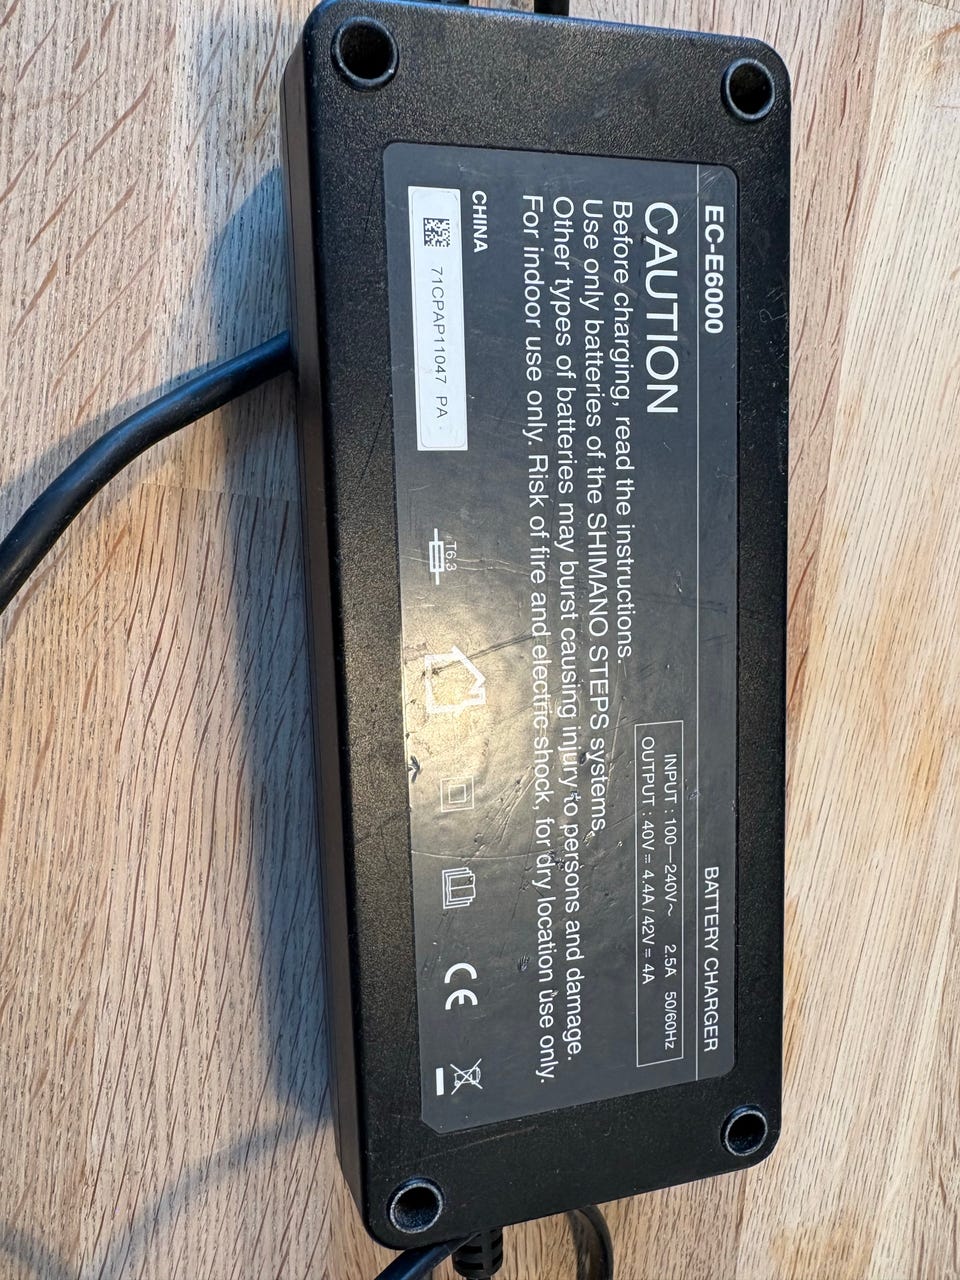 EC-E6000
BATTERY CHARGER
CAUTION
INPUT : 100—240V～ 2.5A 50/60Hz
OUTPUT : 40V⎓4.4A / 42V⎓4A
Before charging, read the instructions.
Use only batteries of the SHIMANO STEPS systems.
Other types of batteries may burst causing injury to persons and damage.
For indoor use only. Risk of fire and electric shock, for dry location use only.
CHINA
71CPAP11047 PA -
T6.3
CE